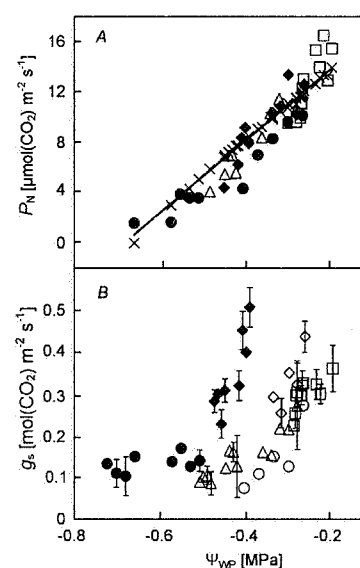 A
16
12
8
4
0
P_N [μmol(CO₂) m⁻² s⁻¹]
B
0.5
0.4
0.3
0.2
0.1
0
g_s [mol(CO₂) m⁻² s⁻¹]
-0.8 -0.6 -0.4 -0.2
Ψ_WP [MPa]